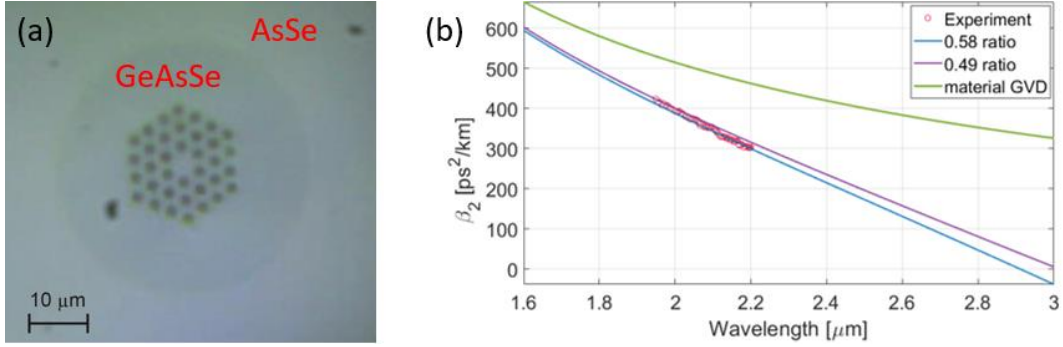 (a)
AsSe
GeAsSe
10 μm
(b)
600
500
400
300
200
100
0
β2 [ps²/km]
1.6
1.8
2
2.2
2.4
2.6
2.8
3
Wavelength [μm]
Experiment
0.58 ratio
0.49 ratio
material GVD